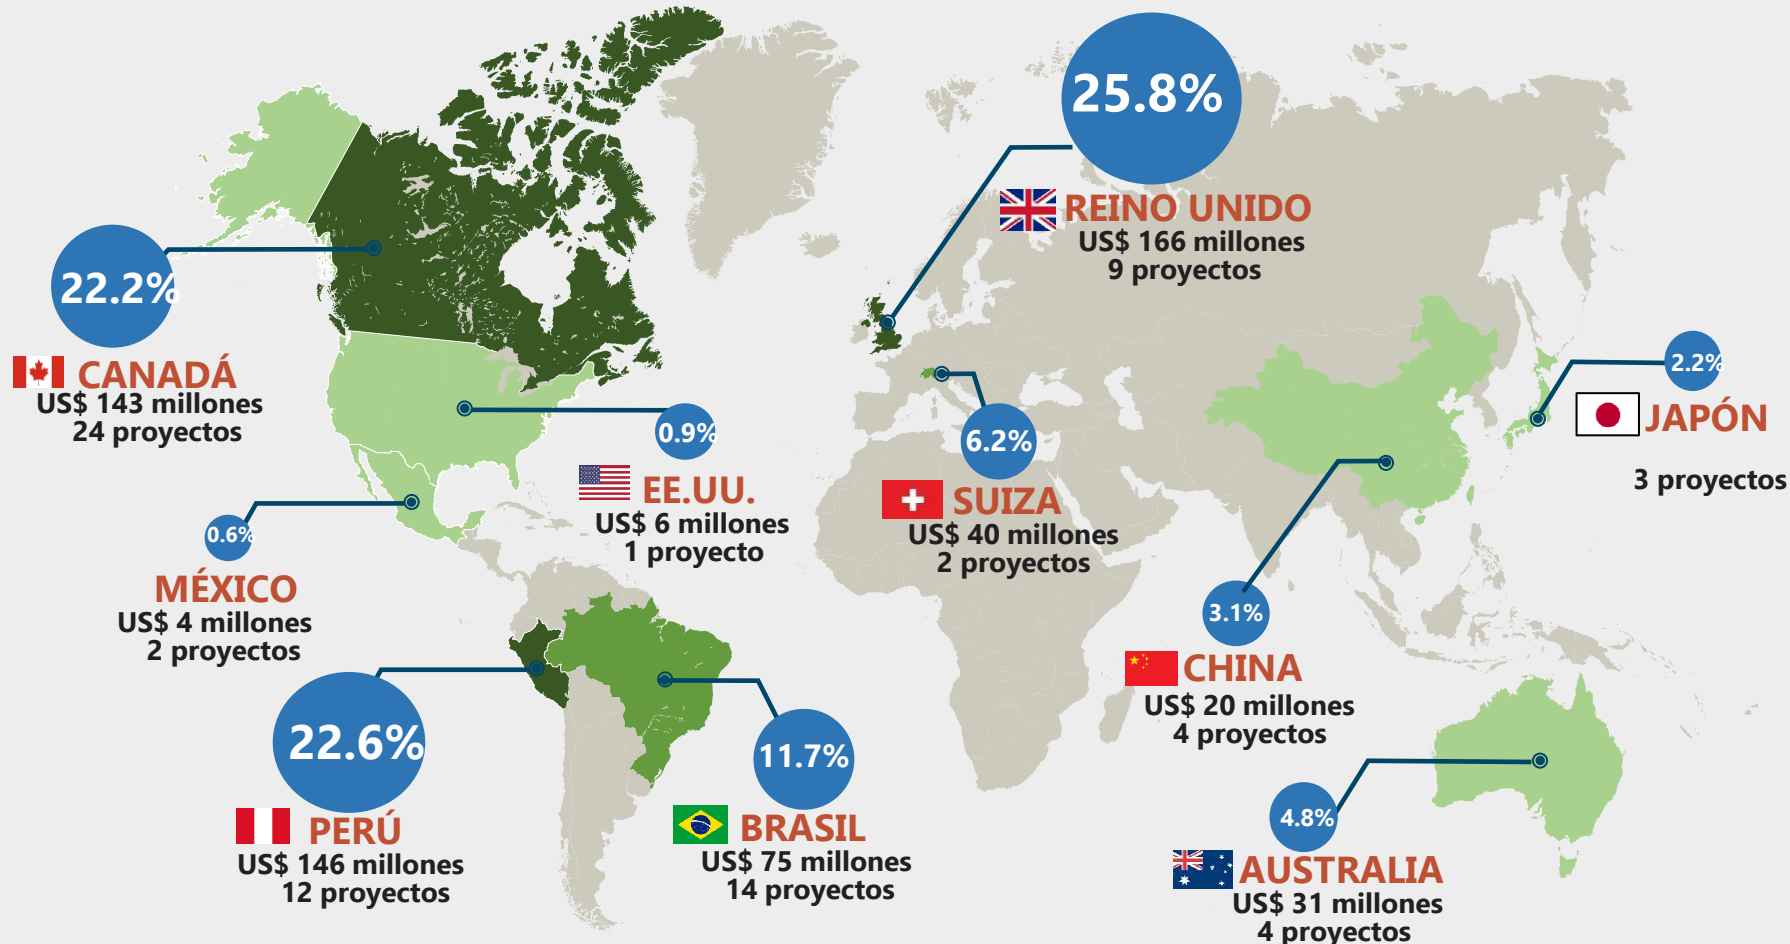 25.8%
REINO UNIDO
US$ 166 millones
9 proyectos
22.2%
CANADÁ
US$ 143 millones
24 proyectos
0.9%
EE.UU.
US$ 6 millones
1 proyecto
0.6%
MÉXICO
US$ 4 millones
2 proyectos
6.2%
SUIZA
US$ 40 millones
2 proyectos
2.2%
JAPÓN
3 proyectos
3.1%
CHINA
US$ 20 millones
4 proyectos
22.6%
PERÚ
US$ 146 millones
12 proyectos
11.7%
BRASIL
US$ 75 millones
14 proyectos
4.8%
AUSTRALIA
US$ 31 millones
4 proyectos